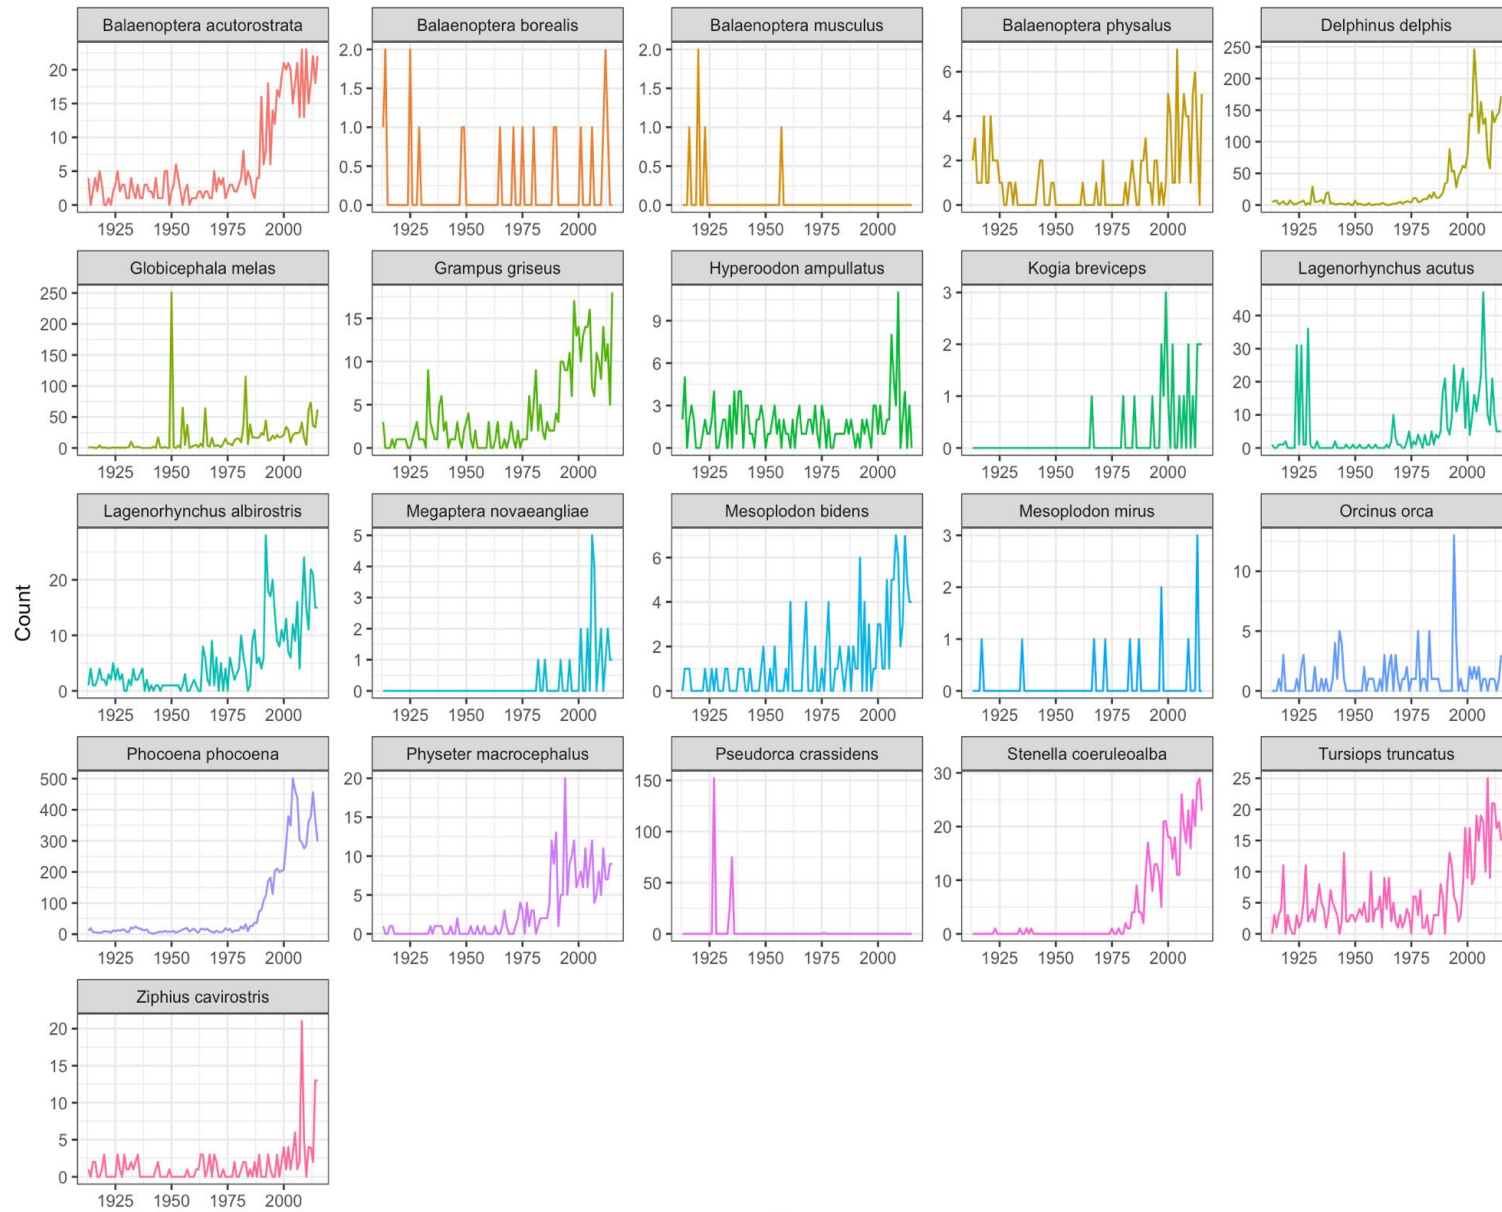 Balaenoptera acutorostrata Balaenoptera borealis Balaenoptera musculus Balaenoptera physalus Delphinus delphis
20 15 10 5 0
2.0 1.5 1.0 0.5 0.0
2.0 1.5 1.0 0.5 0.0
6 4 2 0
250 200 150 100 50 0
1925 1950 1975 2000 1925 1950 1975 2000 1925 1950 1975 2000 1925 1950 1975 2000 1925 1950 1975 2000
Globicephala melas Grampus griseus Hyperoodon ampullatus Kogia breviceps Lagenorhynchus acutus
250 200 150 100 50 0
15 10 5 0
9 6 3 0
3 2 1 0
40 30 20 10 0
1925 1950 1975 2000 1925 1950 1975 2000 1925 1950 1975 2000 1925 1950 1975 2000 1925 1950 1975 2000
Count
Lagenorhynchus albirostris Megaptera novaeangliae Mesoplodon bidens Mesoplodon mirus Orcinus orca
20 10 0
5 4 3 2 1 0
6 4 2 0
3 2 1 0
10 5 0
1925 1950 1975 2000 1925 1950 1975 2000 1925 1950 1975 2000 1925 1950 1975 2000 1925 1950 1975 2000
Phocoena phocoena Physeter macrocephalus Pseudorca crassidens Stenella coeruleoalba Tursiops truncatus
500 400 300 200 100 0
20 15 10 5 0
150 100 50 0
30 20 10 0
25 20 15 10 5 0
1925 1950 1975 2000 1925 1950 1975 2000 1925 1950 1975 2000 1925 1950 1975 2000 1925 1950 1975 2000
Ziphius cavirostris
20 15 10 5 0
1925 1950 1975 2000